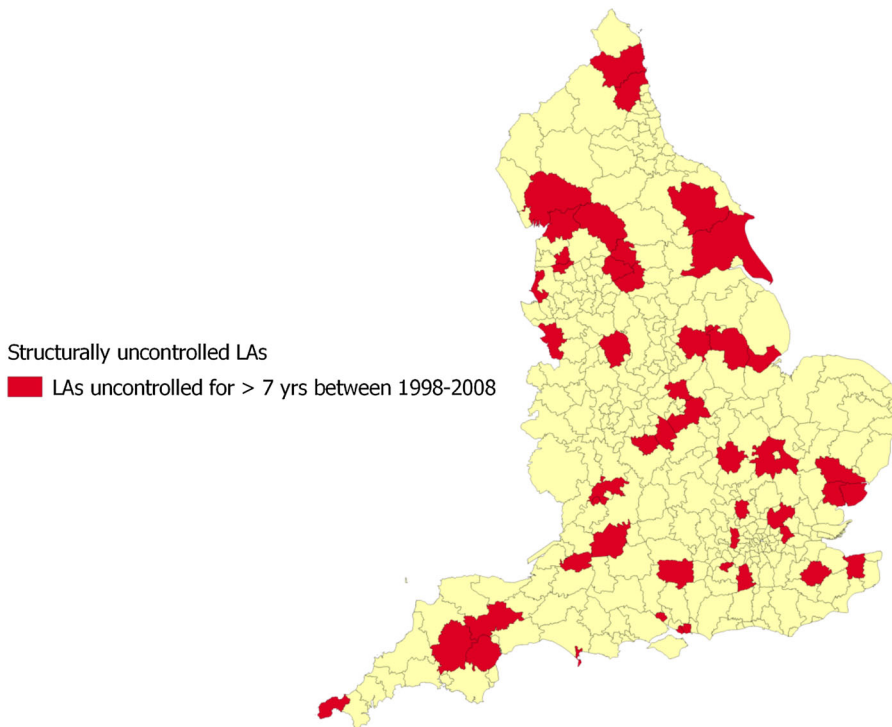 Structurally uncontrolled LAs
LAs uncontrolled for > 7 yrs between 1998-2008